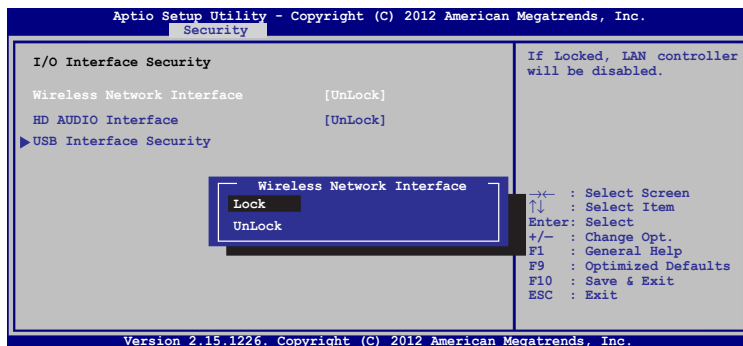 Aptio Setup Utility - Copyright (C) 2012 American Megatrends, Inc.
Security
I/O Interface Security
Wireless Network Interface [UnLock]
HD AUDIO Interface [UnLock]
USB Interface Security
If Locked, LAN controller
will be disabled.
Wireless Network Interface
Lock
UnLock
→← : Select Screen
↑↓ : Select Item
Enter: Select
+/— : Change Opt.
F1 : General Help
F9 : Optimized Defaults
F10 : Save & Exit
ESC : Exit
Version 2.15.1226. Copyright (C) 2012 American Megatrends, Inc.